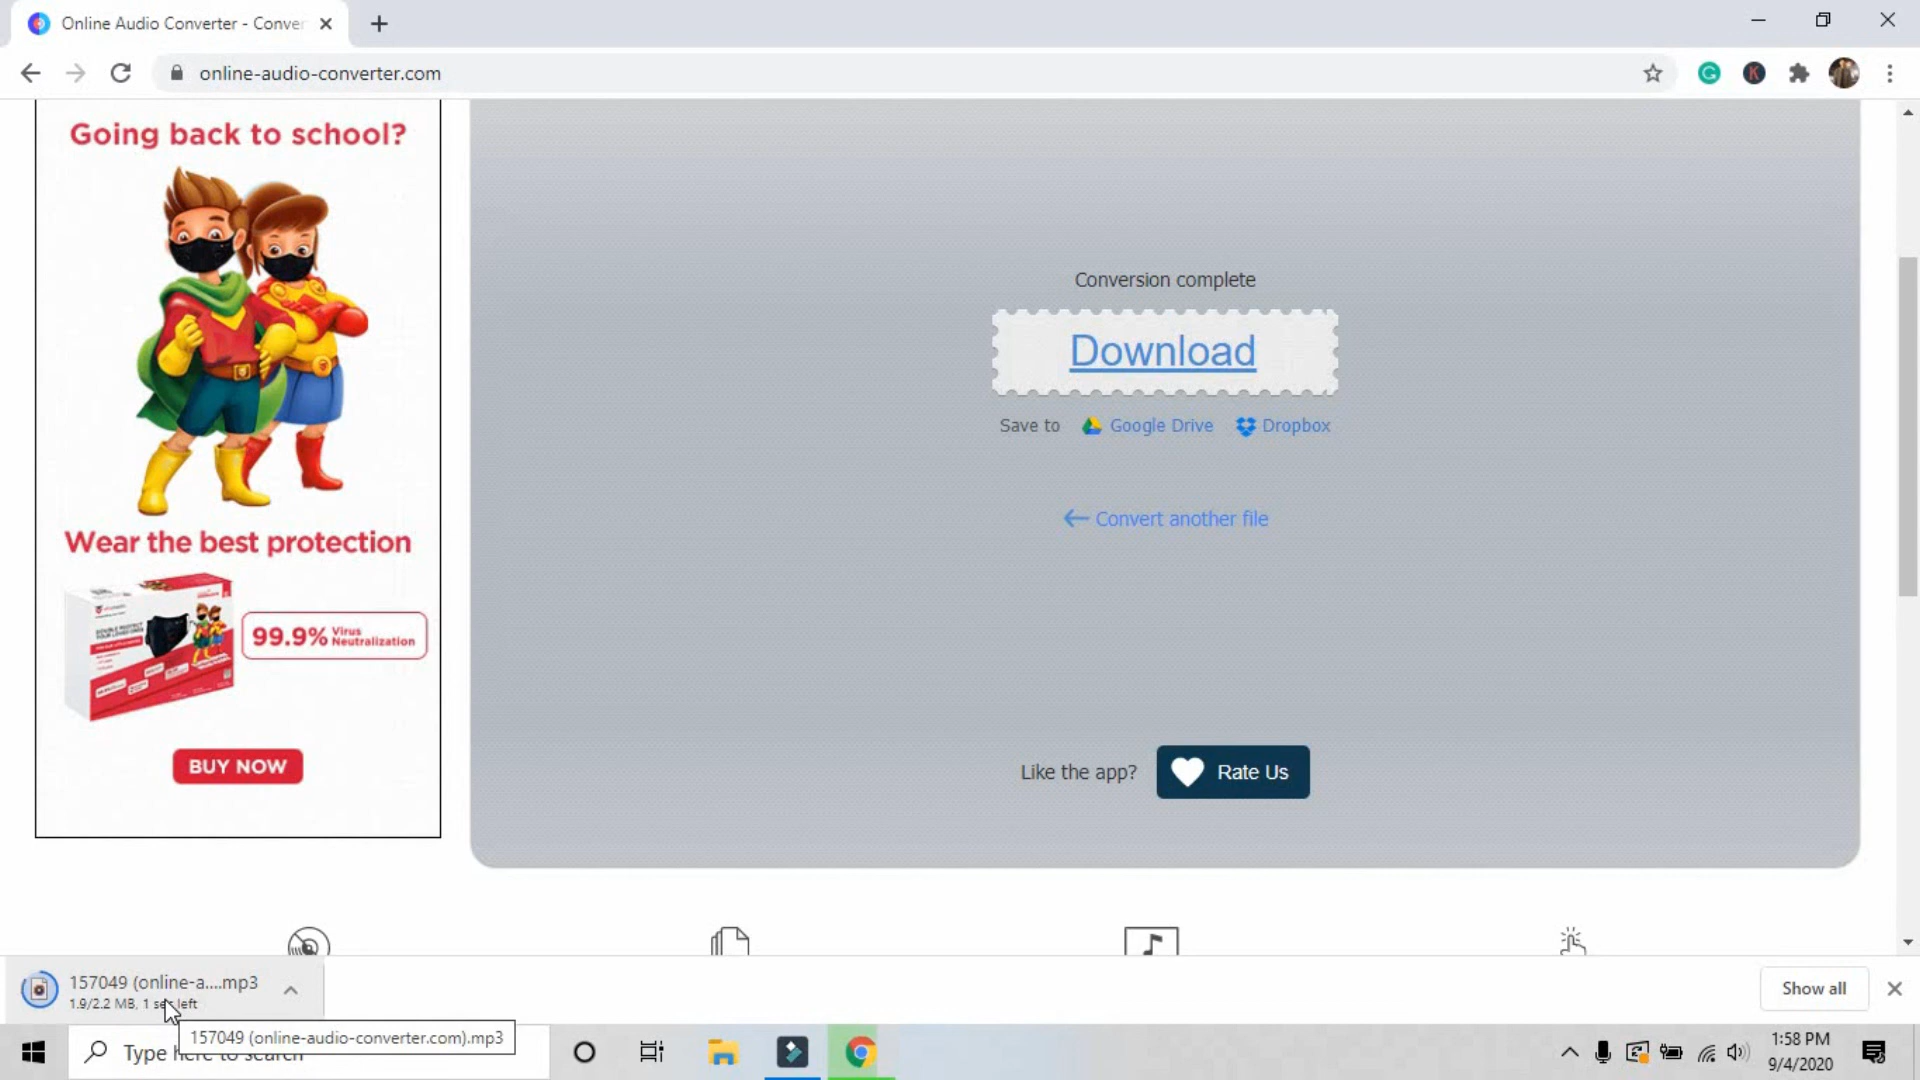 Online Audio Converter - Conver
online-audio-converter.com
Going back to school?
Wear the best protection
99.9% Virus Neutralization
BUY NOW
Conversion complete
Download
Save to Google Drive Dropbox
Convert another file
Like the app? Rate Us
157049 (online-a....mp3
1.9/2.2 MB, 1 sec left
157049 (online-audio-converter.com).mp3
Show all
Type here to search
1:58 PM
9/4/2020